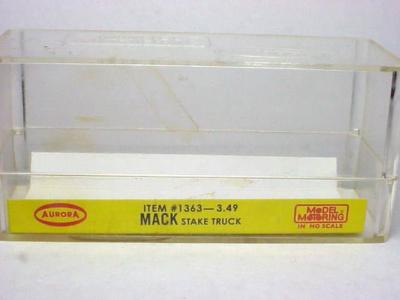 AURORA
ITEM #1363—3.49
MACK STAKE TRUCK
MODEL MOTORING
IN HO SCALE